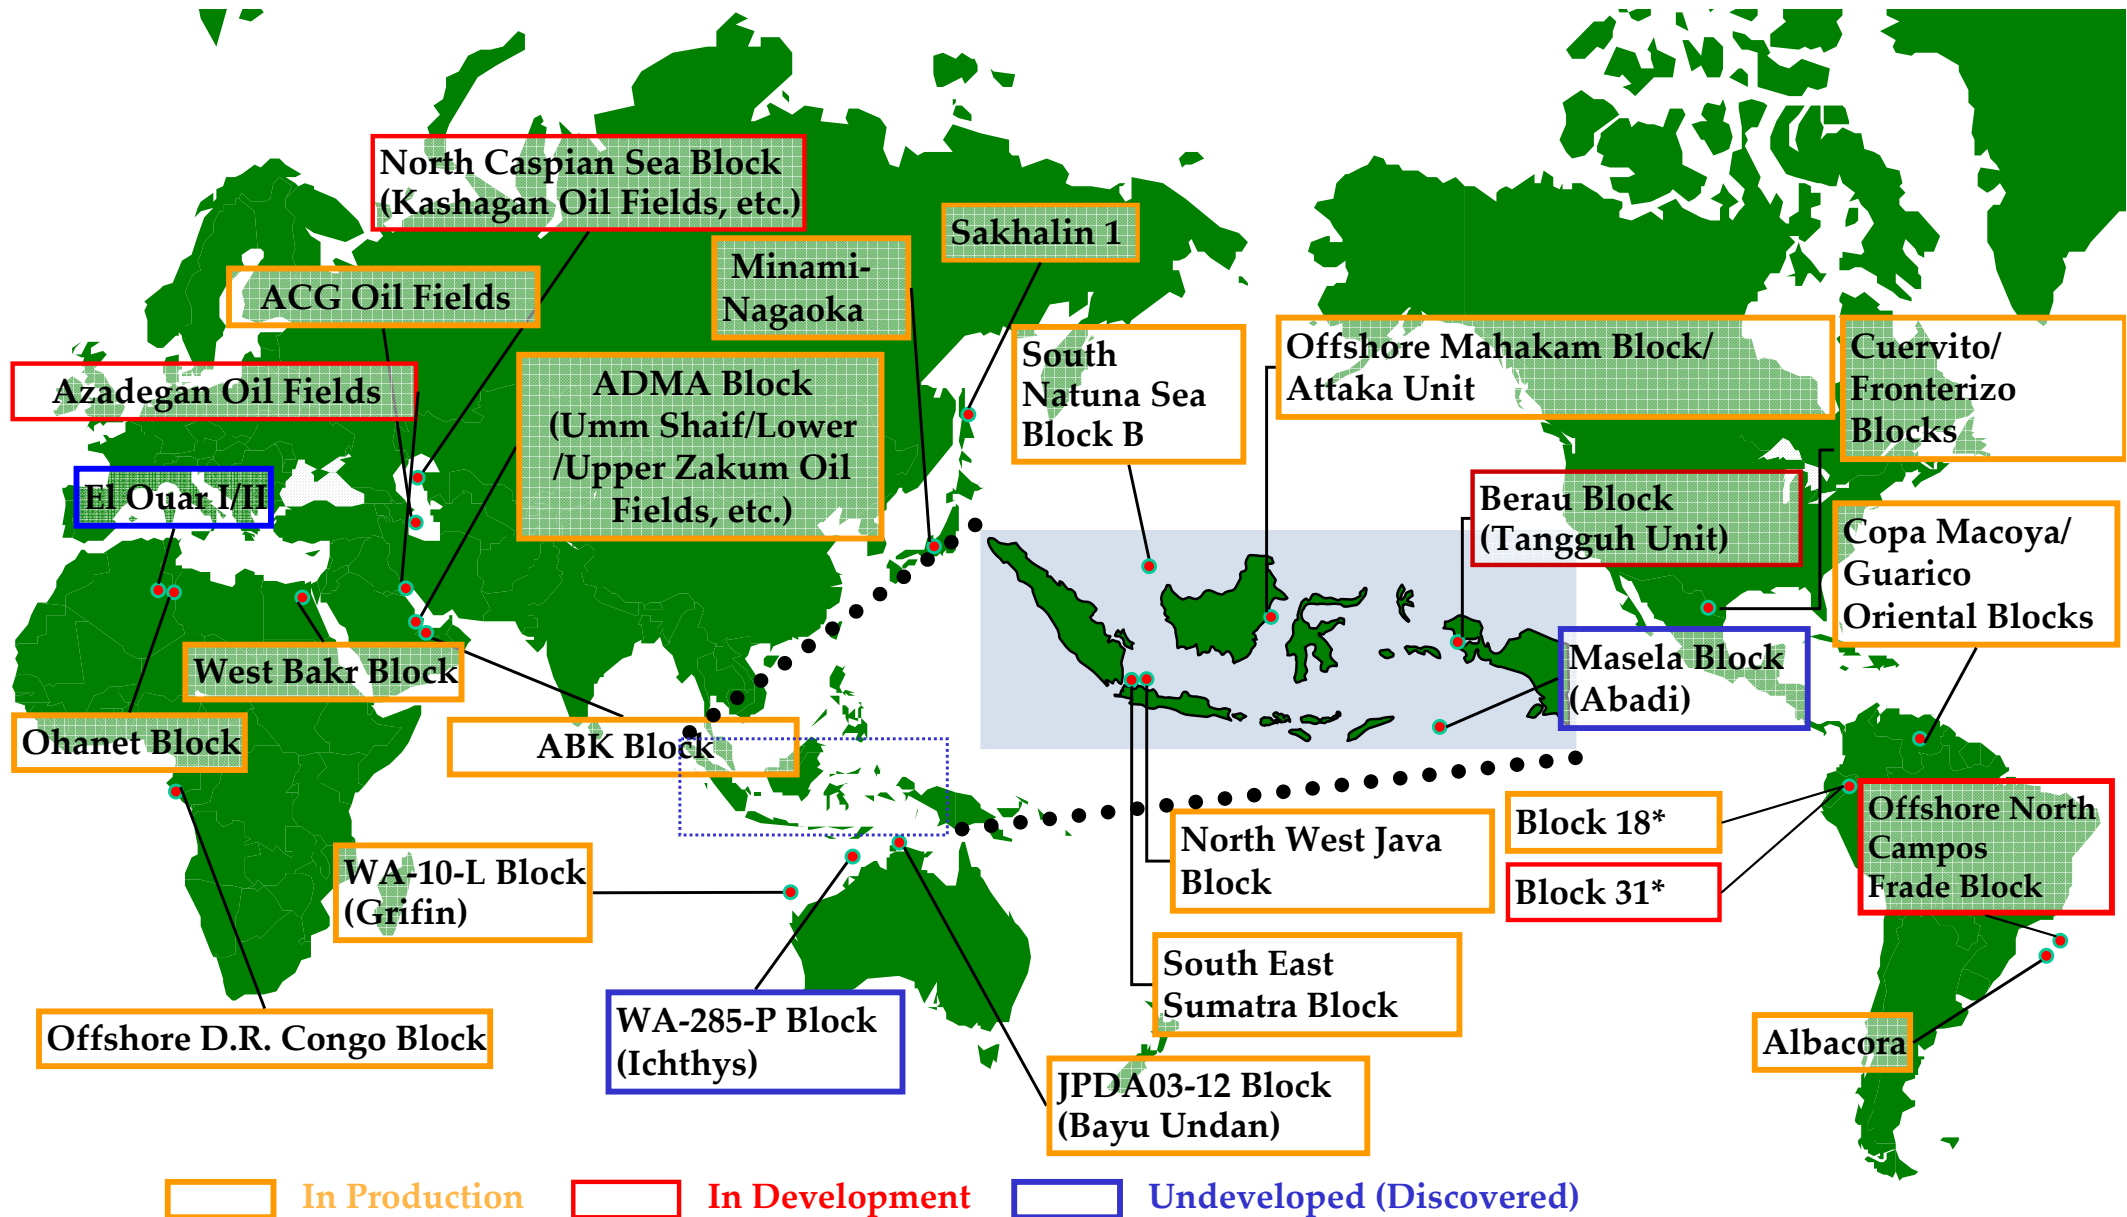 North Caspian Sea Block
(Kashagan Oil Fields, etc.)
Sakhalin 1
Minami-
Nagaoka
ACG Oil Fields
South
Natuna Sea
Block B
Offshore Mahakam Block/
Attaka Unit
Cuervito/
Fronterizo
Blocks
Azadegan Oil Fields
ADMA Block
(Umm Shaif/Lower
/Upper Zakum Oil
Fields, etc.)
El Ouar I/II
Berau Block
(Tangguh Unit)
Copa Macoya/
Guarico
Oriental Blocks
West Bakr Block
Masela Block
(Abadi)
Ohanet Block
ABK Block
Offshore North
Campos
Frade Block
Block 18*
Block 31*
North West Java
Block
WA-10-L Block
(Grifin)
South East
Sumatra Block
Offshore D.R. Congo Block
WA-285-P Block
(Ichthys)
Albacora
JPDA03-12 Block
(Bayu Undan)
In Production
In Development
Undeveloped (Discovered)